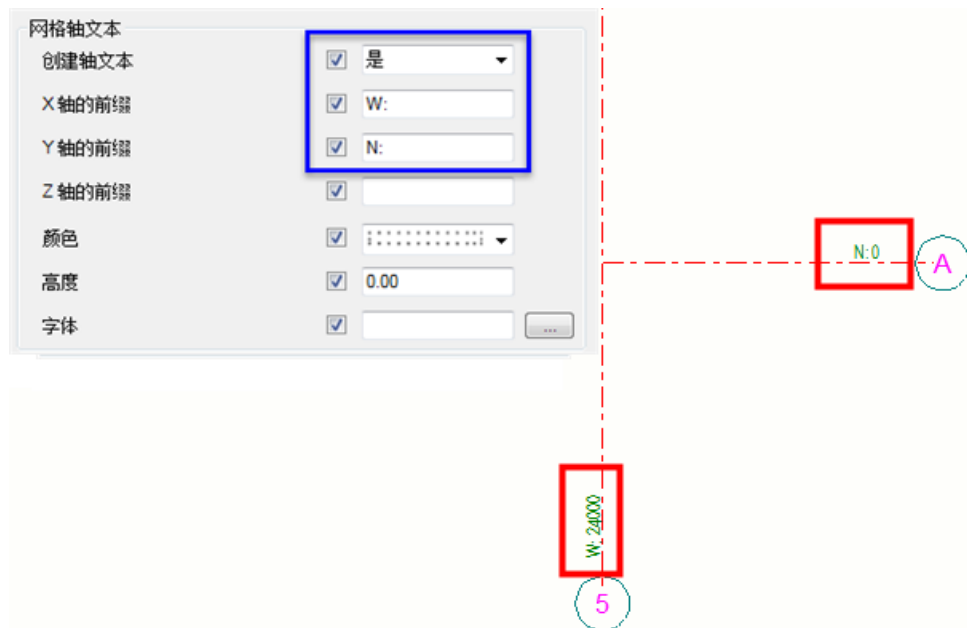 网格轴文本
创建轴文本 是
X 轴的前缀 W:
Y 轴的前缀 N:
Z 轴的前缀
颜色
高度 0.00
字体 ...
N:0
A
W: 24000
5